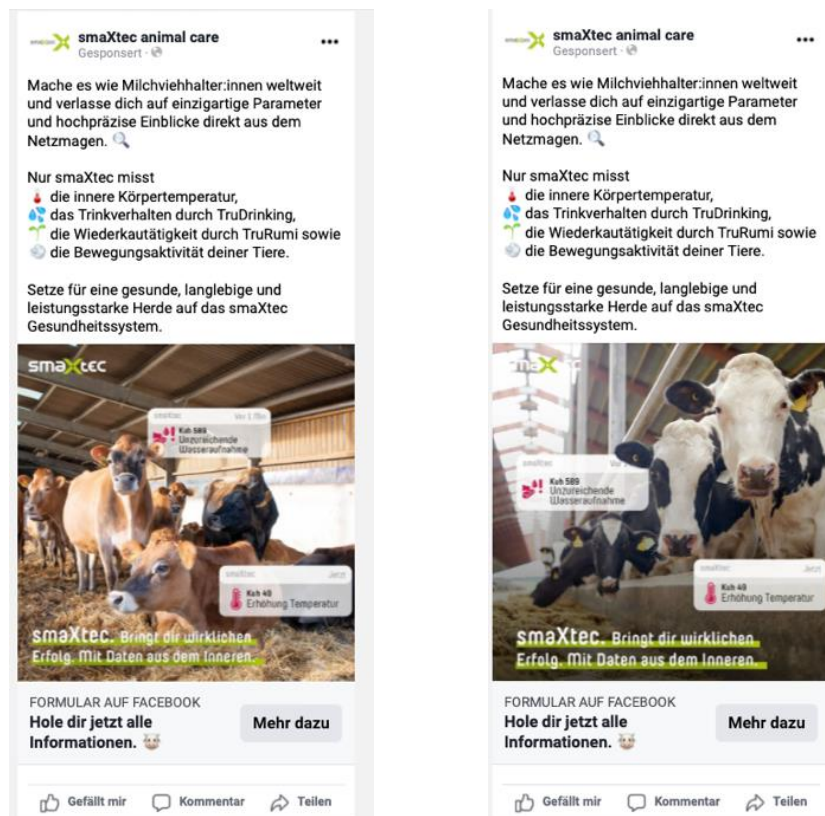 smaXtec animal care
Gesponsert ·
Mache es wie Milchviehhalter:innen weltweit
und verlasse dich auf einzigartige Parameter
und hochpräzise Einblicke direkt aus dem
Netzmagen.
Nur smaXtec misst
die innere Körpertemperatur,
das Trinkverhalten durch TruDrinking,
die Wiederkautätigkeit durch TruRumi sowie
die Bewegungsaktivität deiner Tiere.
Setze für eine gesunde, langlebige und
leistungsstarke Herde auf das smaXtec
Gesundheitssystem.
smaXtec
smaXtec
Kuh 589
Unzureichende
Wasseraufnahme
smaXtec Jetzt
Kuh 49
Erhöhung Temperatur
smaXtec. Bringt dir wirklichen
Erfolg. Mit Daten aus dem Inneren.
FORMULAR AUF FACEBOOK
Hole dir jetzt alle
Informationen.
Mehr dazu
Gefällt mir Kommentar Teilen
smaXtec animal care
Gesponsert ·
Mache es wie Milchviehhalter:innen weltweit
und verlasse dich auf einzigartige Parameter
und hochpräzise Einblicke direkt aus dem
Netzmagen.
Nur smaXtec misst
die innere Körpertemperatur,
das Trinkverhalten durch TruDrinking,
die Wiederkautätigkeit durch TruRumi sowie
die Bewegungsaktivität deiner Tiere.
Setze für eine gesunde, langlebige und
leistungsstarke Herde auf das smaXtec
Gesundheitssystem.
smaXtec
Kuh 589
Unzureichende
Wasseraufnahme
smaXtec Jetzt
Kuh 49
Erhöhung Temperatur
smaXtec. Bringt dir wirklichen
Erfolg. Mit Daten aus dem Inneren.
FORMULAR AUF FACEBOOK
Hole dir jetzt alle
Informationen.
Mehr dazu
Gefällt mir Kommentar Teilen